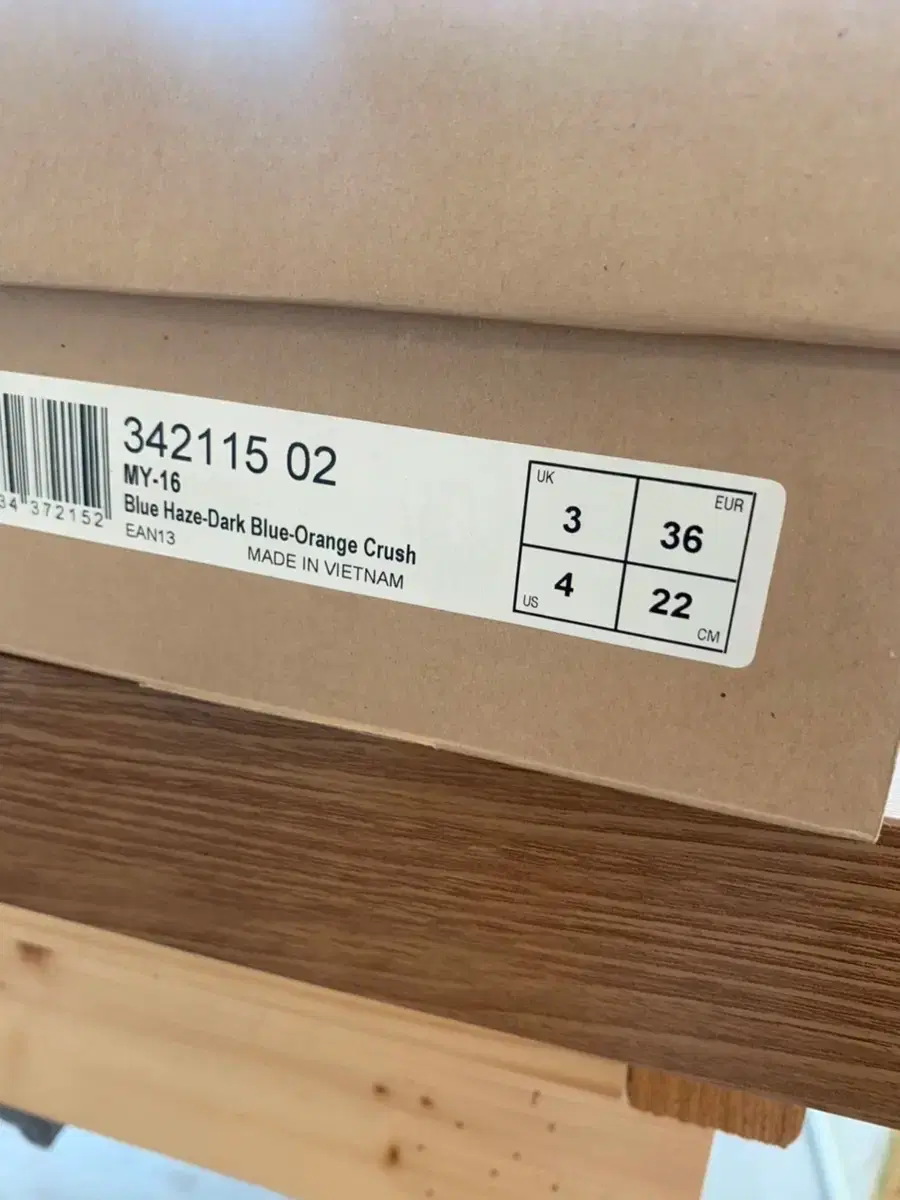 342115 02
MY-16
Blue Haze-Dark Blue-Orange Crush
EAN13
MADE IN VIETNAM
34 372152
UK
3
EUR
36
US
4
22
CM